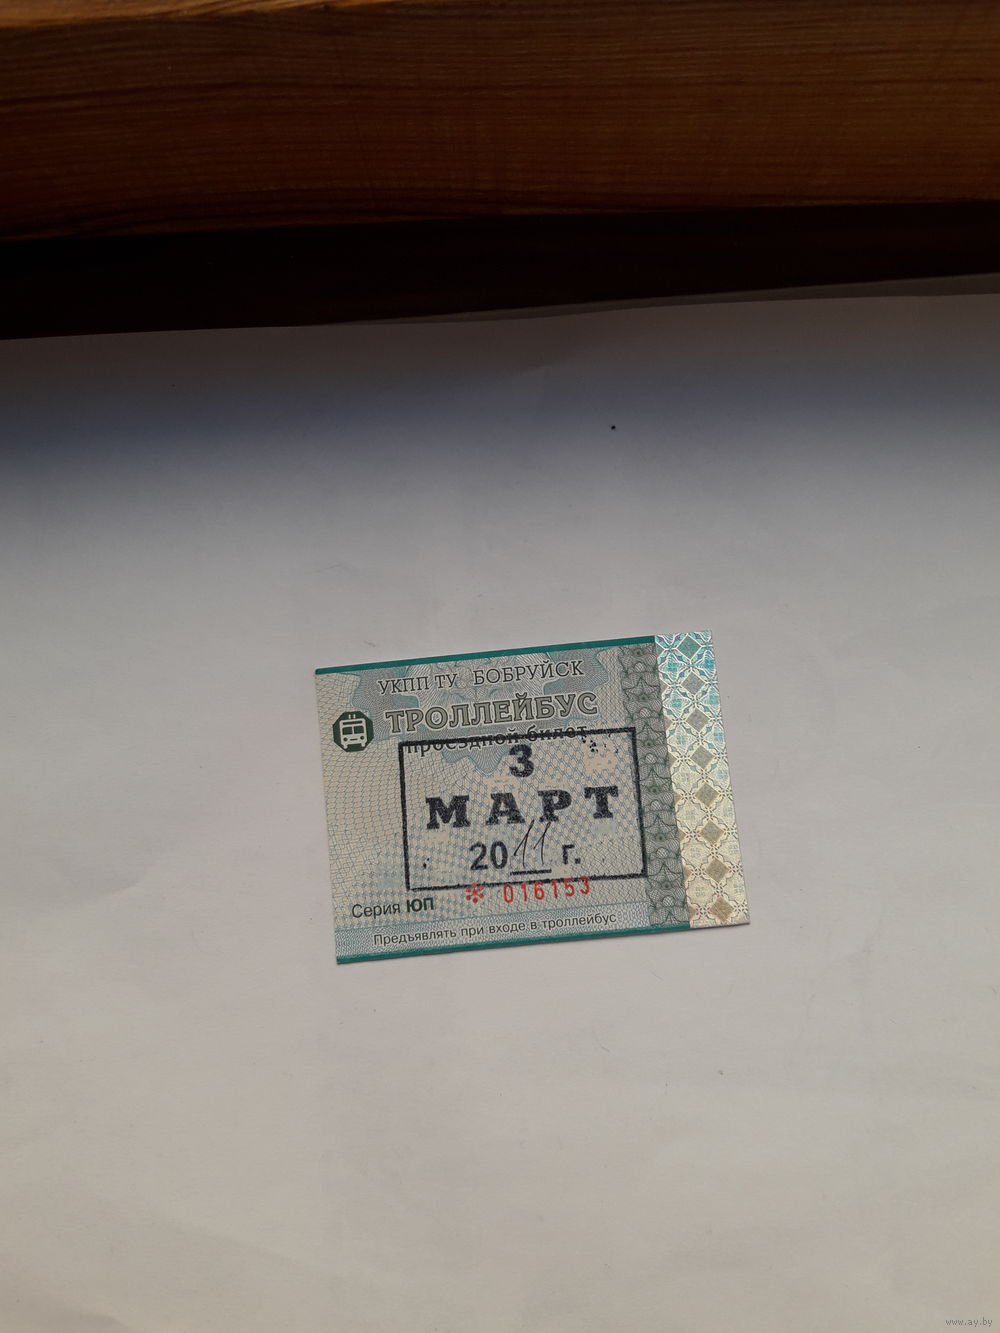 УКПП ТУ БОБРУЙСК
ТРОЛЛЕЙБУС
проездной билет
3
МАРТ
2011 г.
* 016153
Серия ЮП
Предъявлять при входе в троллейбус
www.ay.by